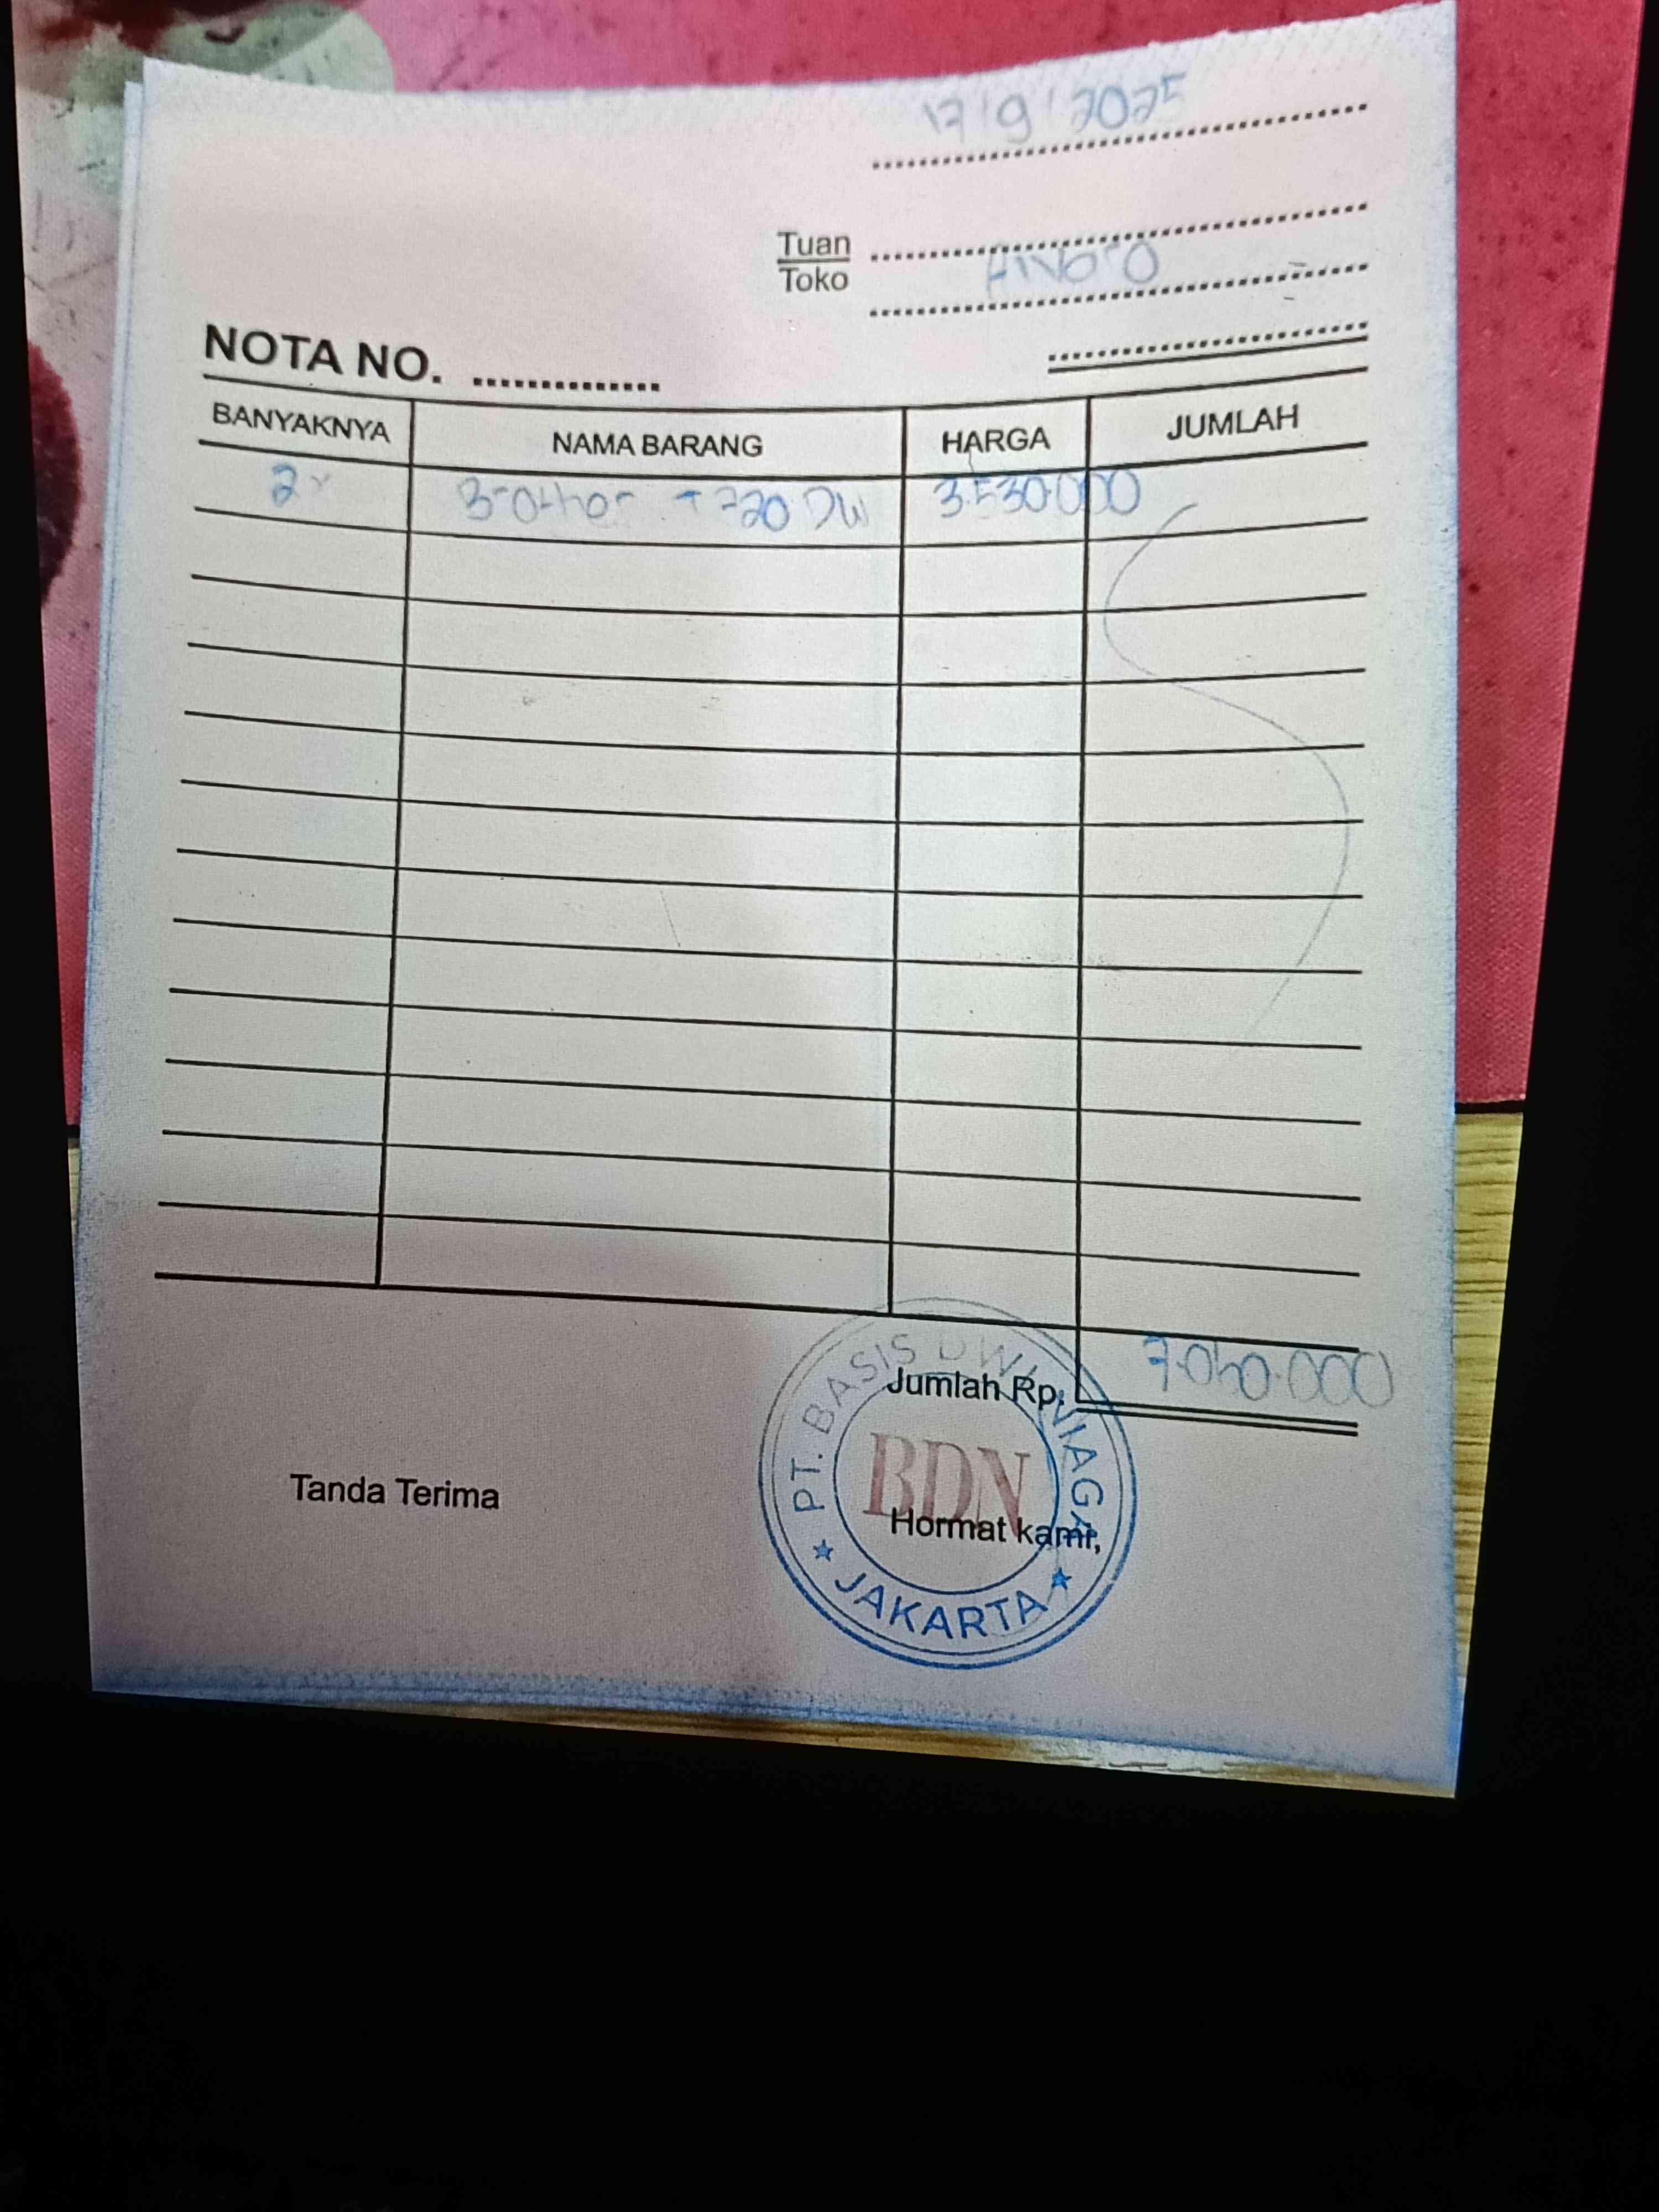 17/9/2025
Tuan
Toko
NOTA NO. ..............
BANYAKNYA NAMA BARANG HARGA JUMLAH
2x Brother T720 DW 3.530.000
Jumlah Rp. 7.060.000
Tanda Terima
Hormat kami,
PT. BASIS DWI NIAGA
BDN
JAKARTA